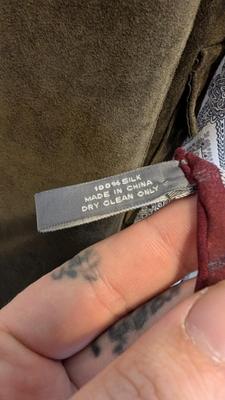 100% SILK
MADE IN CHINA
DRY CLEAN ONLY